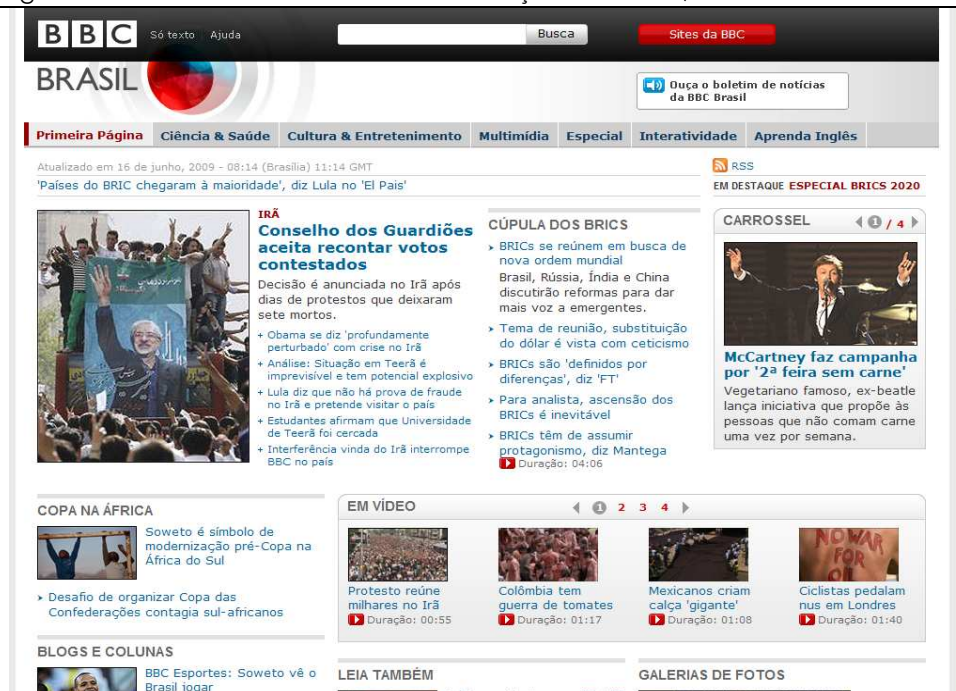 BBC Só texto Ajuda Busca Sites da BBC
BRASIL
Ouça o boletim de notícias
da BBC Brasil
Primeira Página Ciência & Saúde Cultura & Entretenimento Multimídia Especial Interatividade Aprenda Inglês
Atualizado em 16 de junho, 2009 - 08:14 (Brasília) 11:14 GMT
RSS
'Países do BRIC chegaram à maioridade', diz Lula no 'El Pais'
EM DESTAQUE ESPECIAL BRICS 2020
IRÃ
Conselho dos Guardiões
aceita recontar votos
contestados
Decisão é anunciada no Irã após
dias de protestos que deixaram
sete mortos.
+ Obama se diz 'profundamente
perturbado' com crise no Irã
+ Análise: Situação em Teerã é
imprevisível e tem potencial explosivo
+ Lula diz que não há prova de fraude
no Irã e pretende visitar o país
+ Estudantes afirmam que Universidade
de Teerã foi cercada
+ Interferência vinda do Irã interrompe
BBC no país
CÚPULA DOS BRICS
BRICs se reúnem em busca de
nova ordem mundial
Brasil, Rússia, Índia e China
discutirão reformas para dar
mais voz a emergentes.
Tema de reunião, substituição
do dólar é vista com ceticismo
BRICs são 'definidos por
diferenças', diz 'FT'
Para analista, ascensão dos
BRICs é inevitável
BRICs têm de assumir
protagonismo, diz Mantega
Duração: 04:06
CARROSSEL 1 / 4
McCartney faz campanha
por '2ª feira sem carne'
Vegetariano famoso, ex-beatle
lança iniciativa que propõe às
pessoas que não comam carne
uma vez por semana.
COPA NA ÁFRICA
Soweto é símbolo de
modernização pré-Copa na
África do Sul
Desafio de organizar Copa das
Confederações contagia sul-africanos
EM VÍDEO 1 2 3 4
Protesto reúne
milhares no Irã
Duração: 00:55
Colômbia tem
guerra de tomates
Duração: 01:17
Mexicanos criam
calça 'gigante'
Duração: 01:08
NO WAR
FOR
OIL
Ciclistas pedalam
nus em Londres
Duração: 01:40
BLOGS E COLUNAS
BBC Esportes: Soweto vê o
Brasil jogar
LEIA TAMBÉM
GALERIAS DE FOTOS